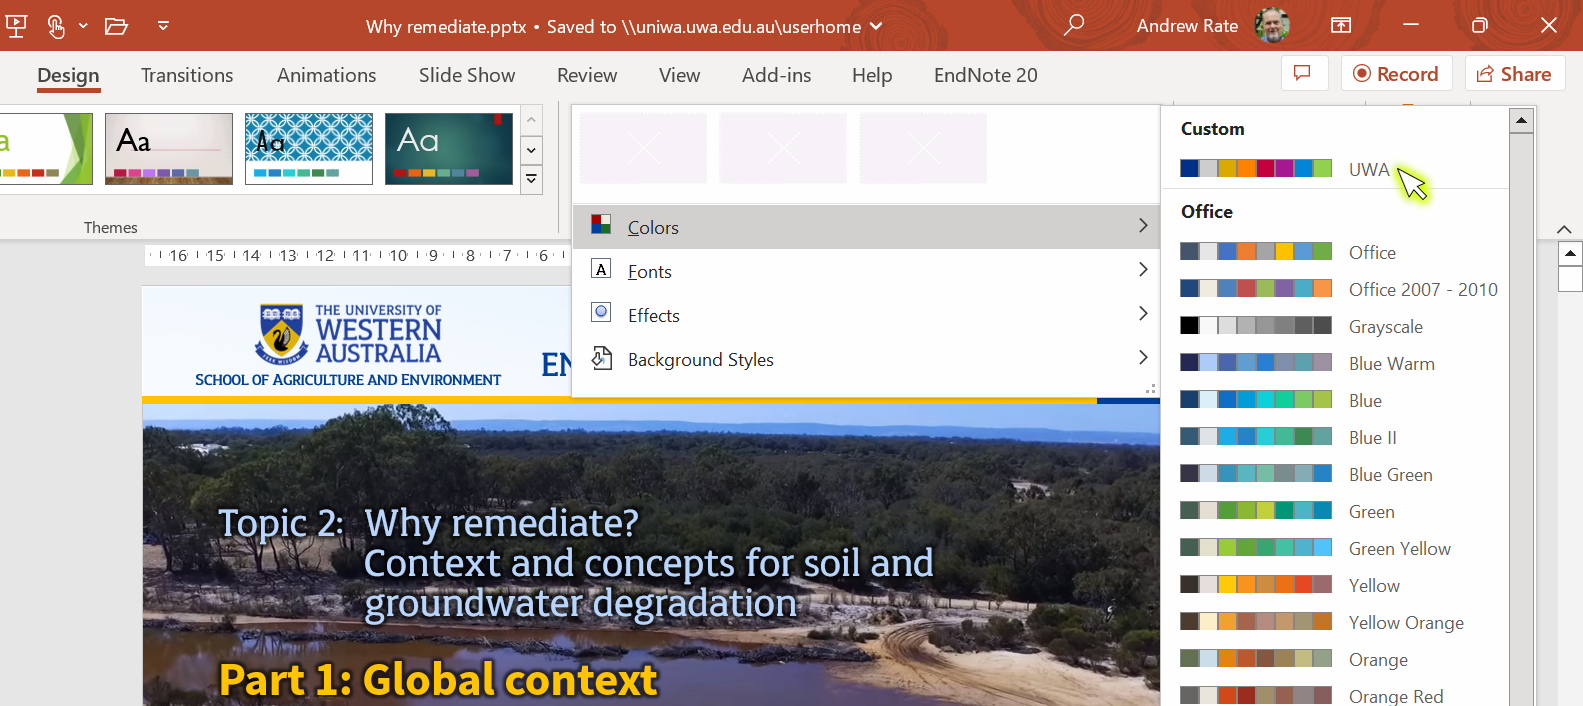 Why remediate.pptx • Saved to \\uniwa.uwa.edu.au\userhome
Andrew Rate
Design Transitions Animations Slide Show Review View Add-ins Help EndNote 20
Record
Share
a
Aa
Aa
Aa
Themes
Colors
Fonts
Effects
Background Styles
Custom
UWA
Office
Office
Office 2007 - 2010
Grayscale
Blue Warm
Blue
Blue II
Blue Green
Green
Green Yellow
Yellow
Yellow Orange
Orange
Orange Red
16 15 14 13 12 11 10 9 8 7 6
THE UNIVERSITY OF
WESTERN
AUSTRALIA
SCHOOL OF AGRICULTURE AND ENVIRONMENT
EN
Topic 2: Why remediate?
Context and concepts for soil and
groundwater degradation
Part 1: Global context